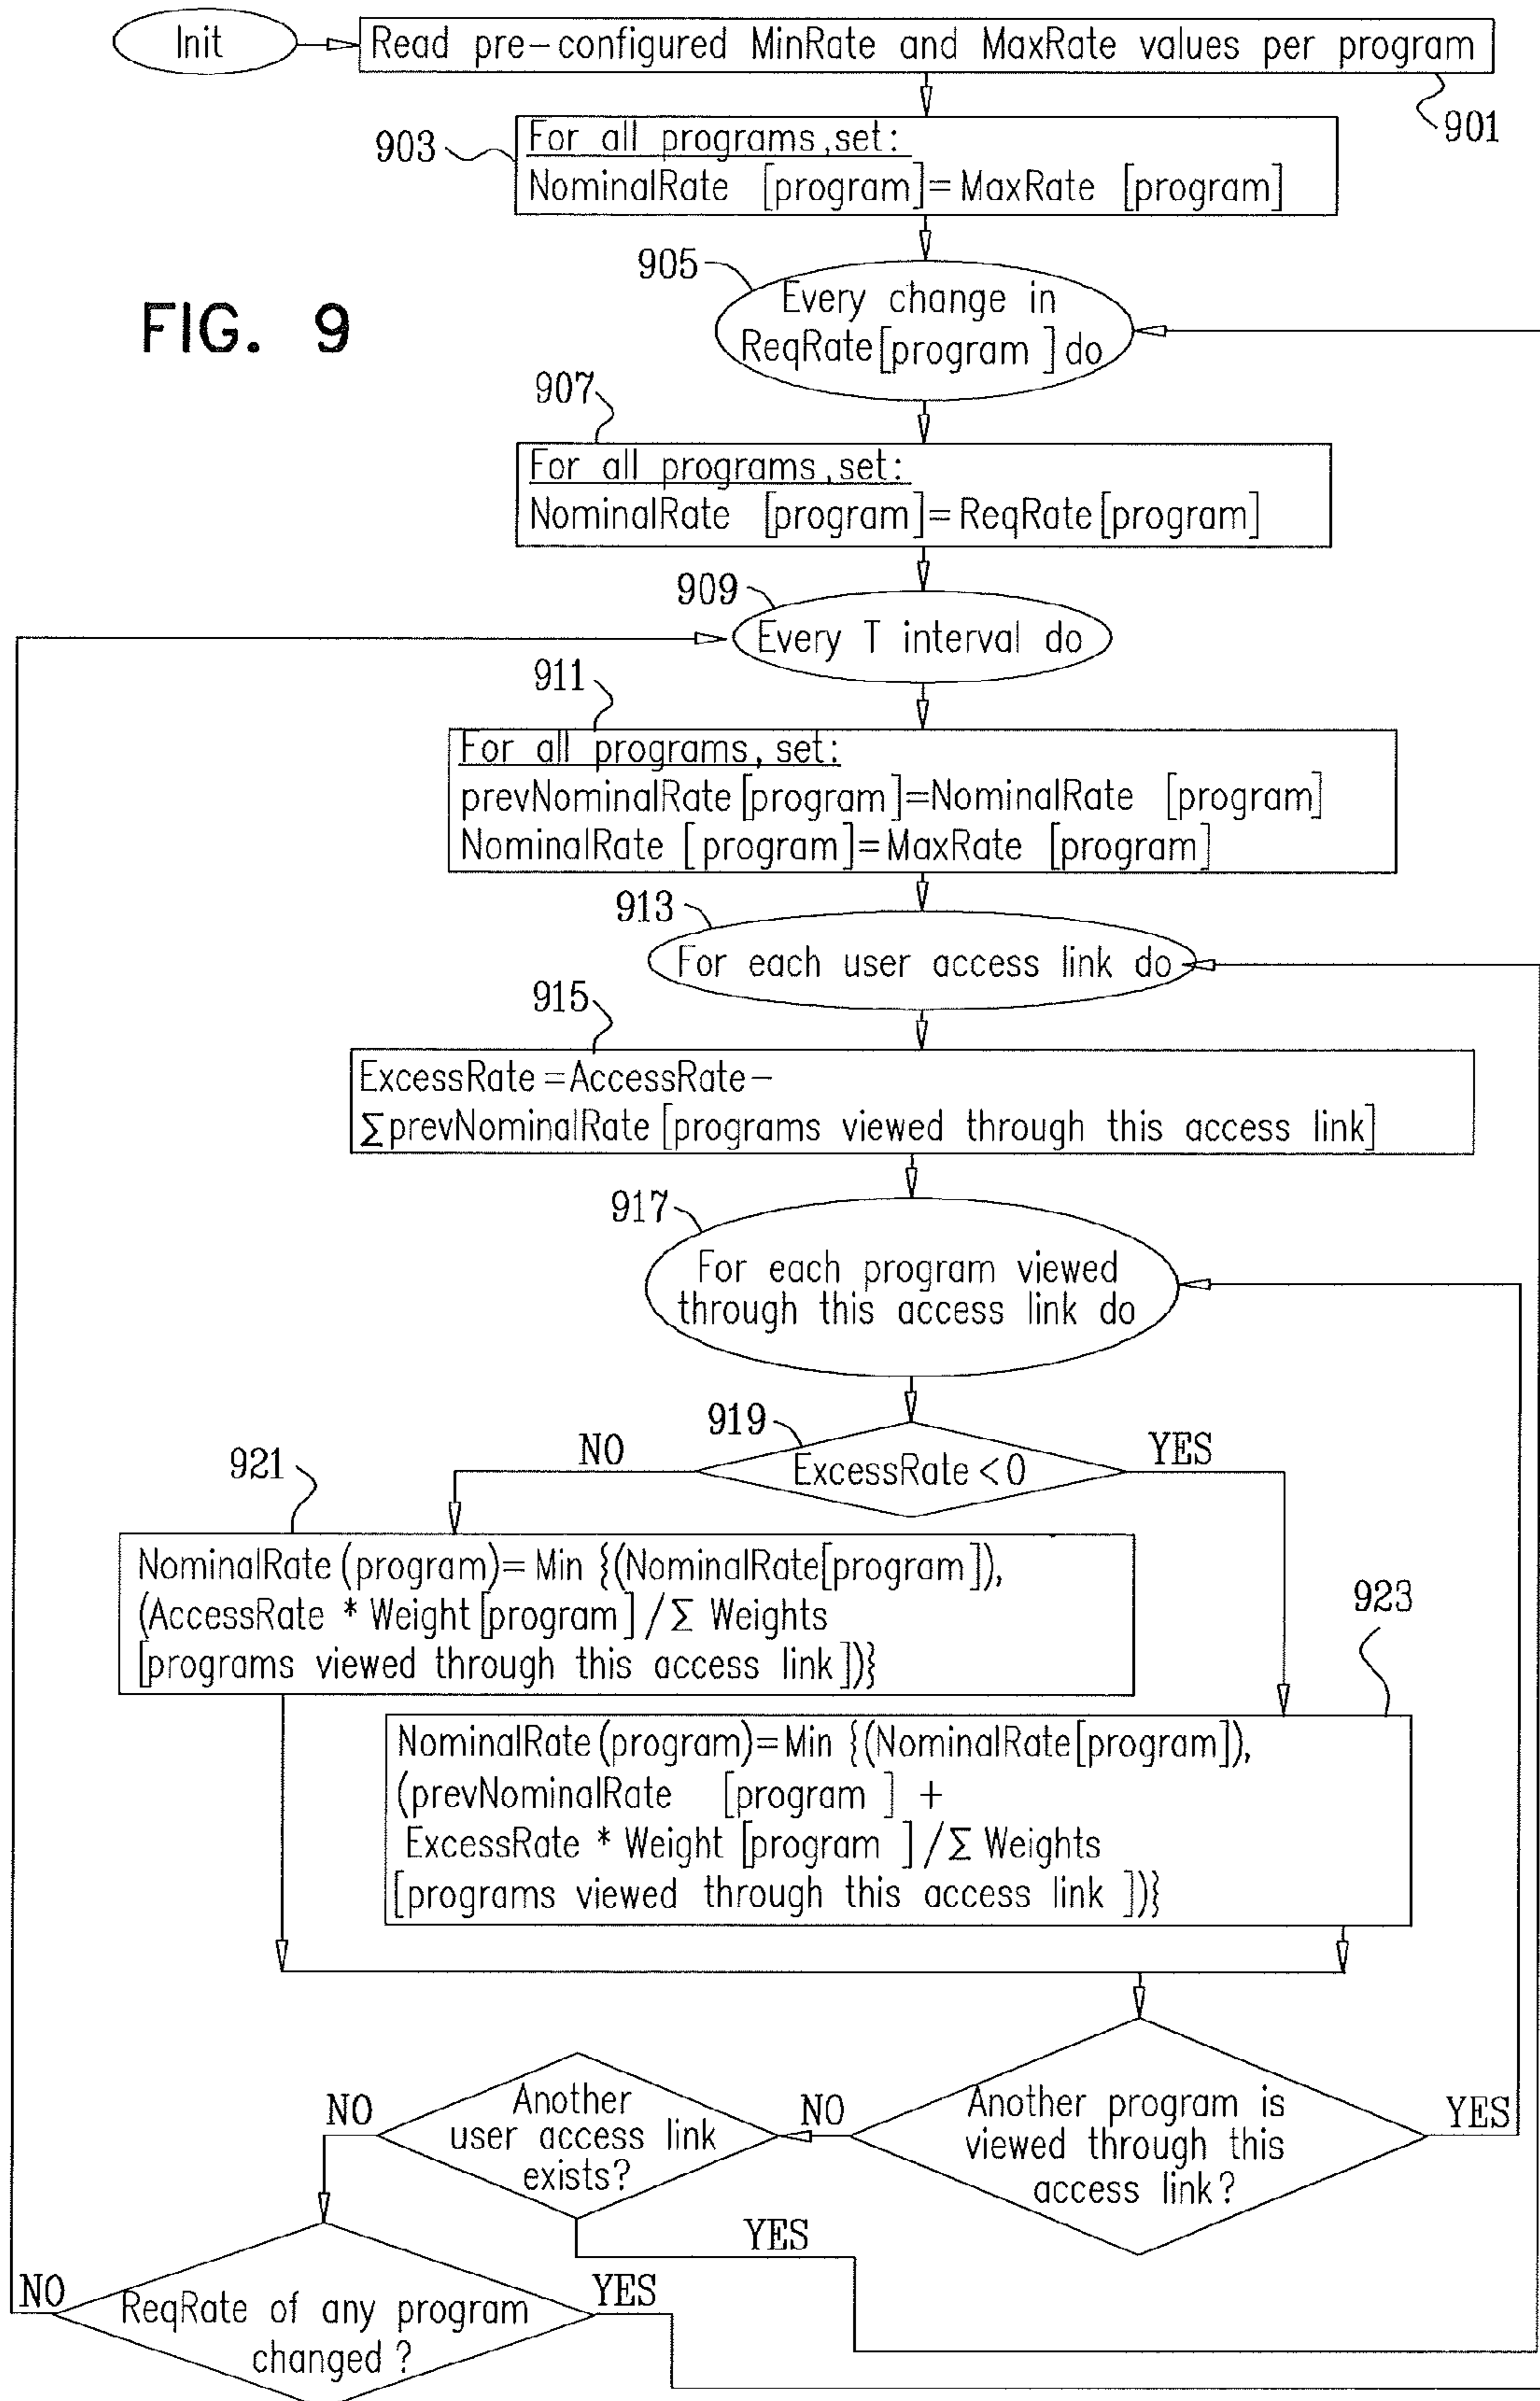 Init
Read pre-configured MinRate and MaxRate values per program
901
903
For all programs,set:
NominalRate [program]=MaxRate [program]
FIG. 9
905
Every change in
ReqRate[program ] do
907
For all programs,set:
NominalRate [program]=ReqRate[program]
909
Every T interval do
911
For all programs, set:
prevNominalRate[program]=NominalRate [program]
NominalRate [program]=MaxRate [program]
913
For each user access link do
915
ExcessRate=AccessRate-
∑prevNominalRate[programs viewed through this access link]
917
For each program viewed
through this access link do
919
NO
ExcessRate<0
YES
921
NominalRate(program)= Min {(NominalRate[program]),
(AccessRate * Weight[program] /∑ Weights
[programs viewed through this access link])}
923
NominalRate(program)=Min {(NominalRate[program]),
(prevNominalRate [program ] +
ExcessRate * Weight [program ] /∑ Weights
[programs viewed through this access link ])}
Another program is
viewed through this
access link?
YES
NO
Another
user access link
exists?
NO
YES
ReqRate of any program
changed ?
NO
YES